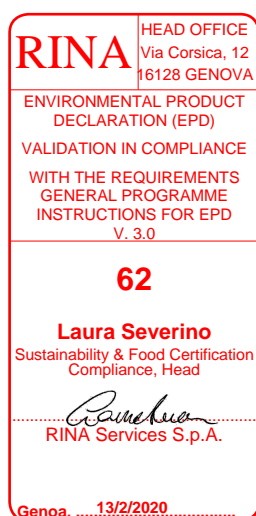 RINA
HEAD OFFICE
Via Corsica, 12
16128 GENOVA
ENVIRONMENTAL PRODUCT
DECLARATION (EPD)
VALIDATION IN COMPLIANCE
WITH THE REQUIREMENTS
GENERAL PROGRAMME
INSTRUCTIONS FOR EPD
V. 3.0
62
Laura Severino
Sustainability & Food Certification
Compliance, Head
RINA Services S.p.A.
Genoa, 13/2/2020